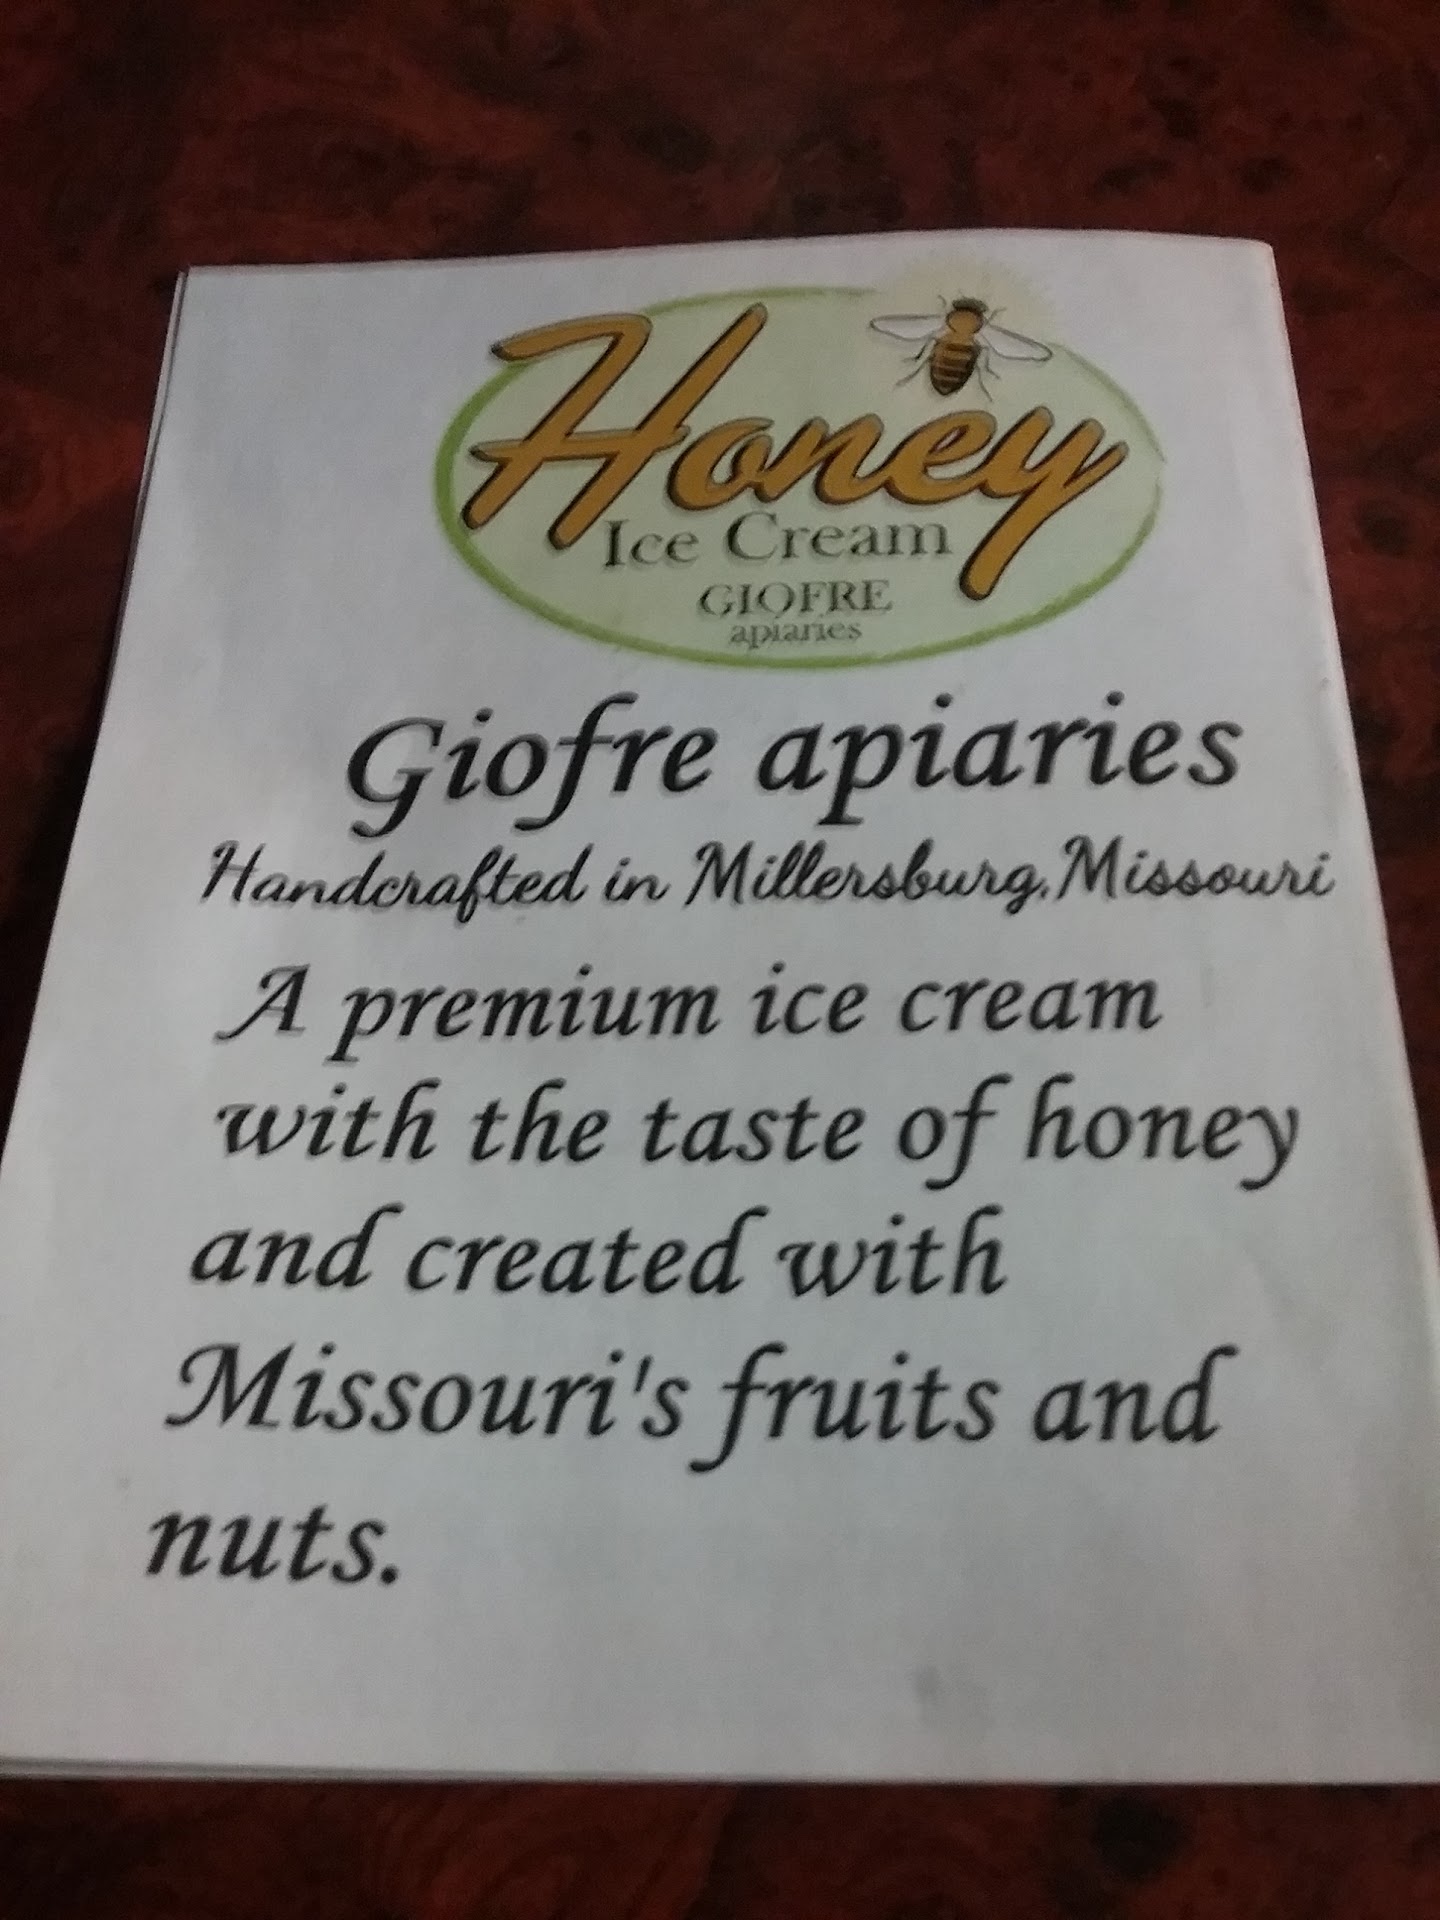 Honey
Ice Cream
GIOFRE
apiaries
Giofre apiaries
Handcrafted in Millersburg, Missouri
A premium ice cream
with the taste of honey
and created with
Missouri's fruits and
nuts.